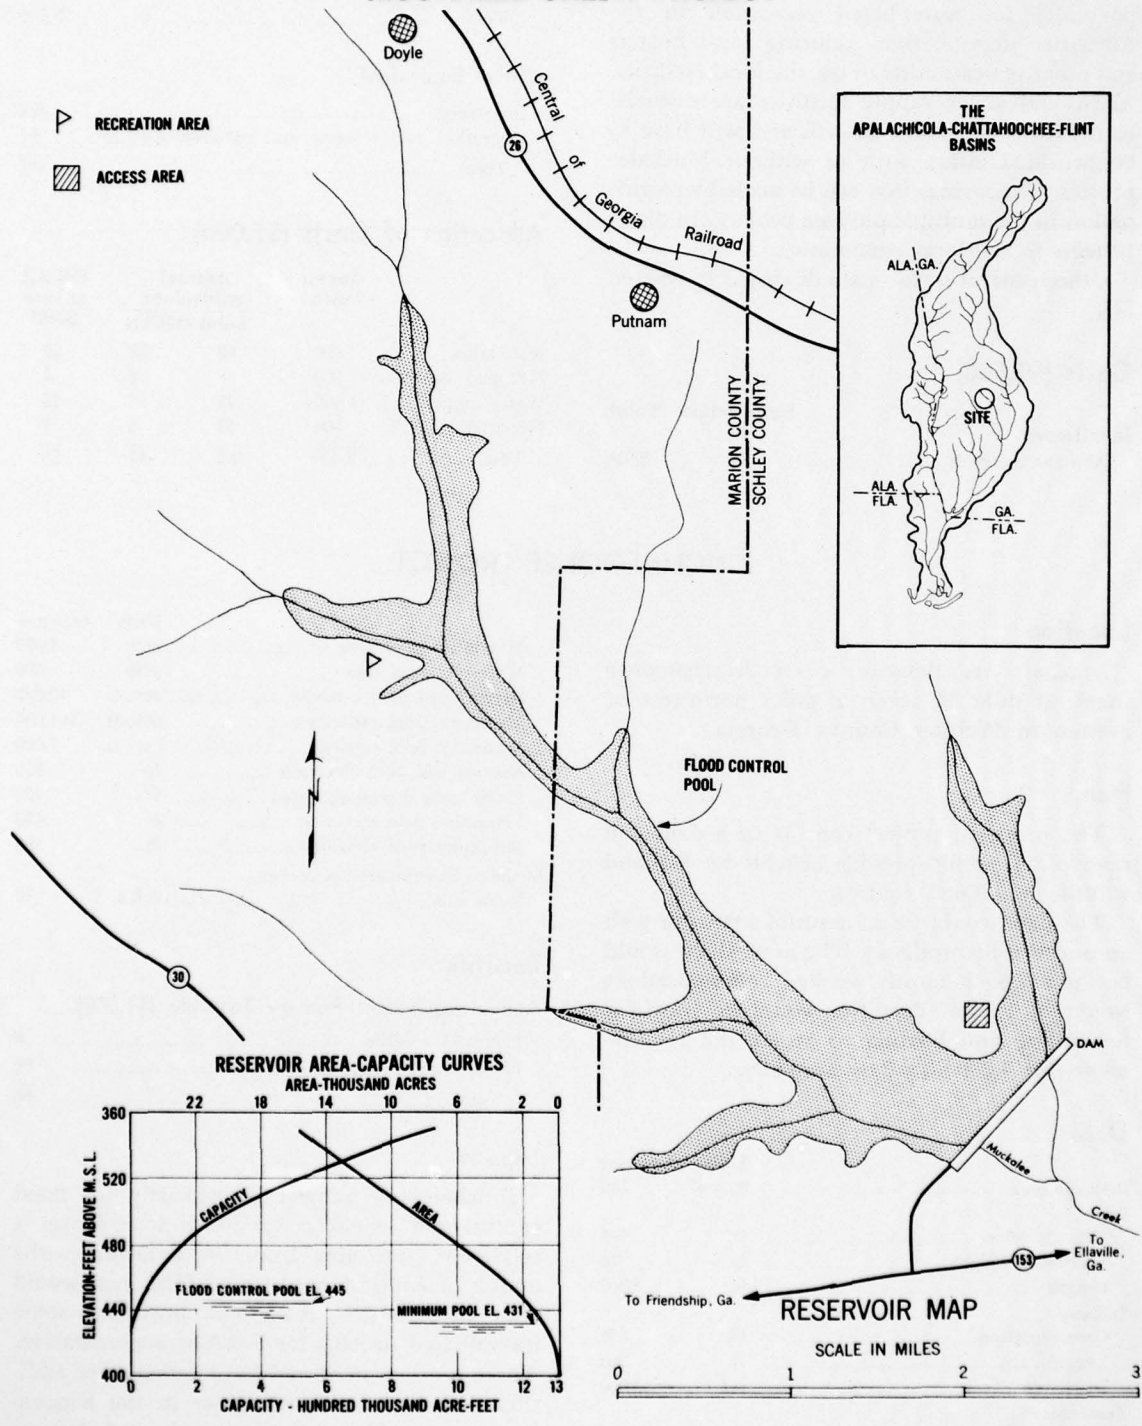 Doyle
RECREATION AREA
ACCESS AREA
26
Central
of
Georgia
Railroad
Putnam
THE
APALACHICOLA-CHATTAHOOCHEE-FLINT
BASINS
ALA. GA.
SITE
ALA.
FLA.
GA.
FLA.
MARION COUNTY
SCHLEY COUNTY
N
FLOOD CONTROL
POOL
30
DAM
Muckalee
Creek
To
Ellaville,
Ga.
153
To Friendship, Ga.
RESERVOIR MAP
SCALE IN MILES
0 1 2 3
RESERVOIR AREA-CAPACITY CURVES
AREA-THOUSAND ACRES
22 18 14 10 6 2 0
ELEVATION-FEET ABOVE M.S.L.
360
520
480
440
400
CAPACITY
AREA
FLOOD CONTROL POOL EL. 445
MINIMUM POOL EL. 431
0 2 4 6 8 10 12 13
CAPACITY - HUNDRED THOUSAND ACRE-FEET